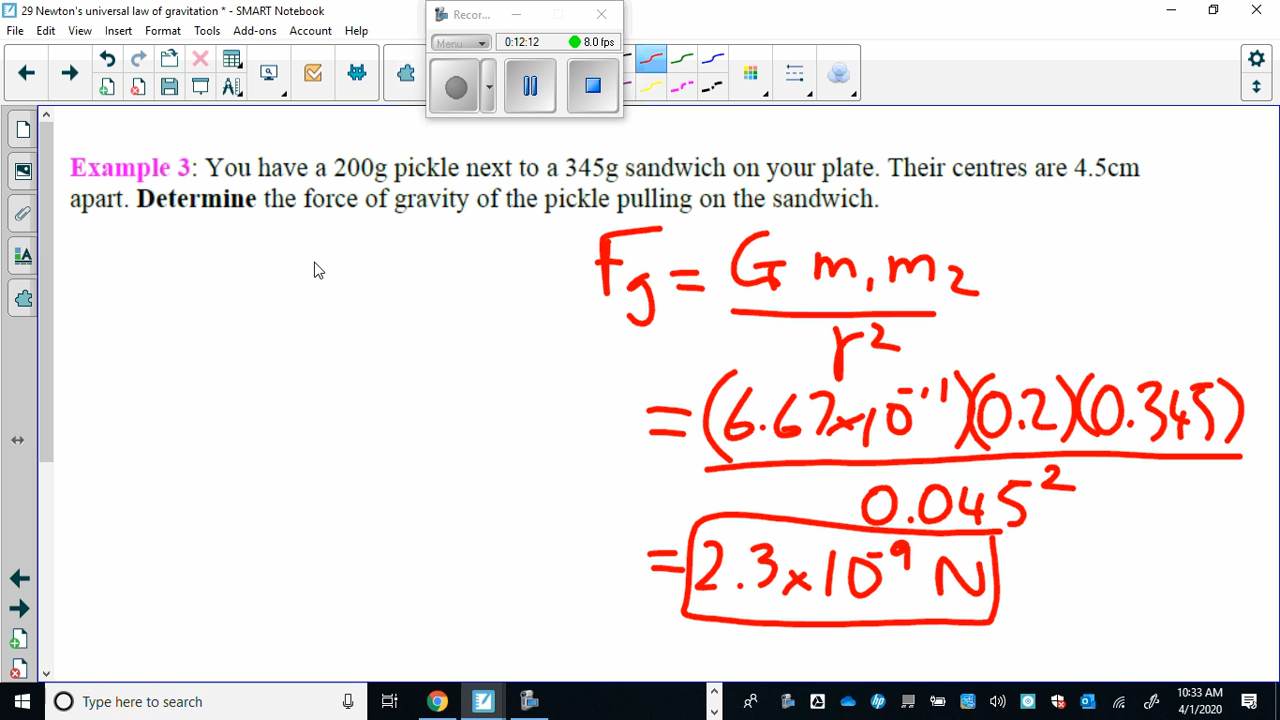 29 Newton's universal law of gravitation * - SMART Notebook
Recor...
File Edit View Insert Format Tools Add-ons Account Help
Menu 0:12:12 8.0 fps
Example 3: You have a 200g pickle next to a 345g sandwich on your plate. Their centres are 4.5cm
apart. Determine the force of gravity of the pickle pulling on the sandwich.
Fg = G m₁ m₂
r²
= (6.67×10⁻¹¹)(0.2)(0.345)
0.045²
= 2.3×10⁻⁹ N
Type here to search
10:33 AM
4/1/2020